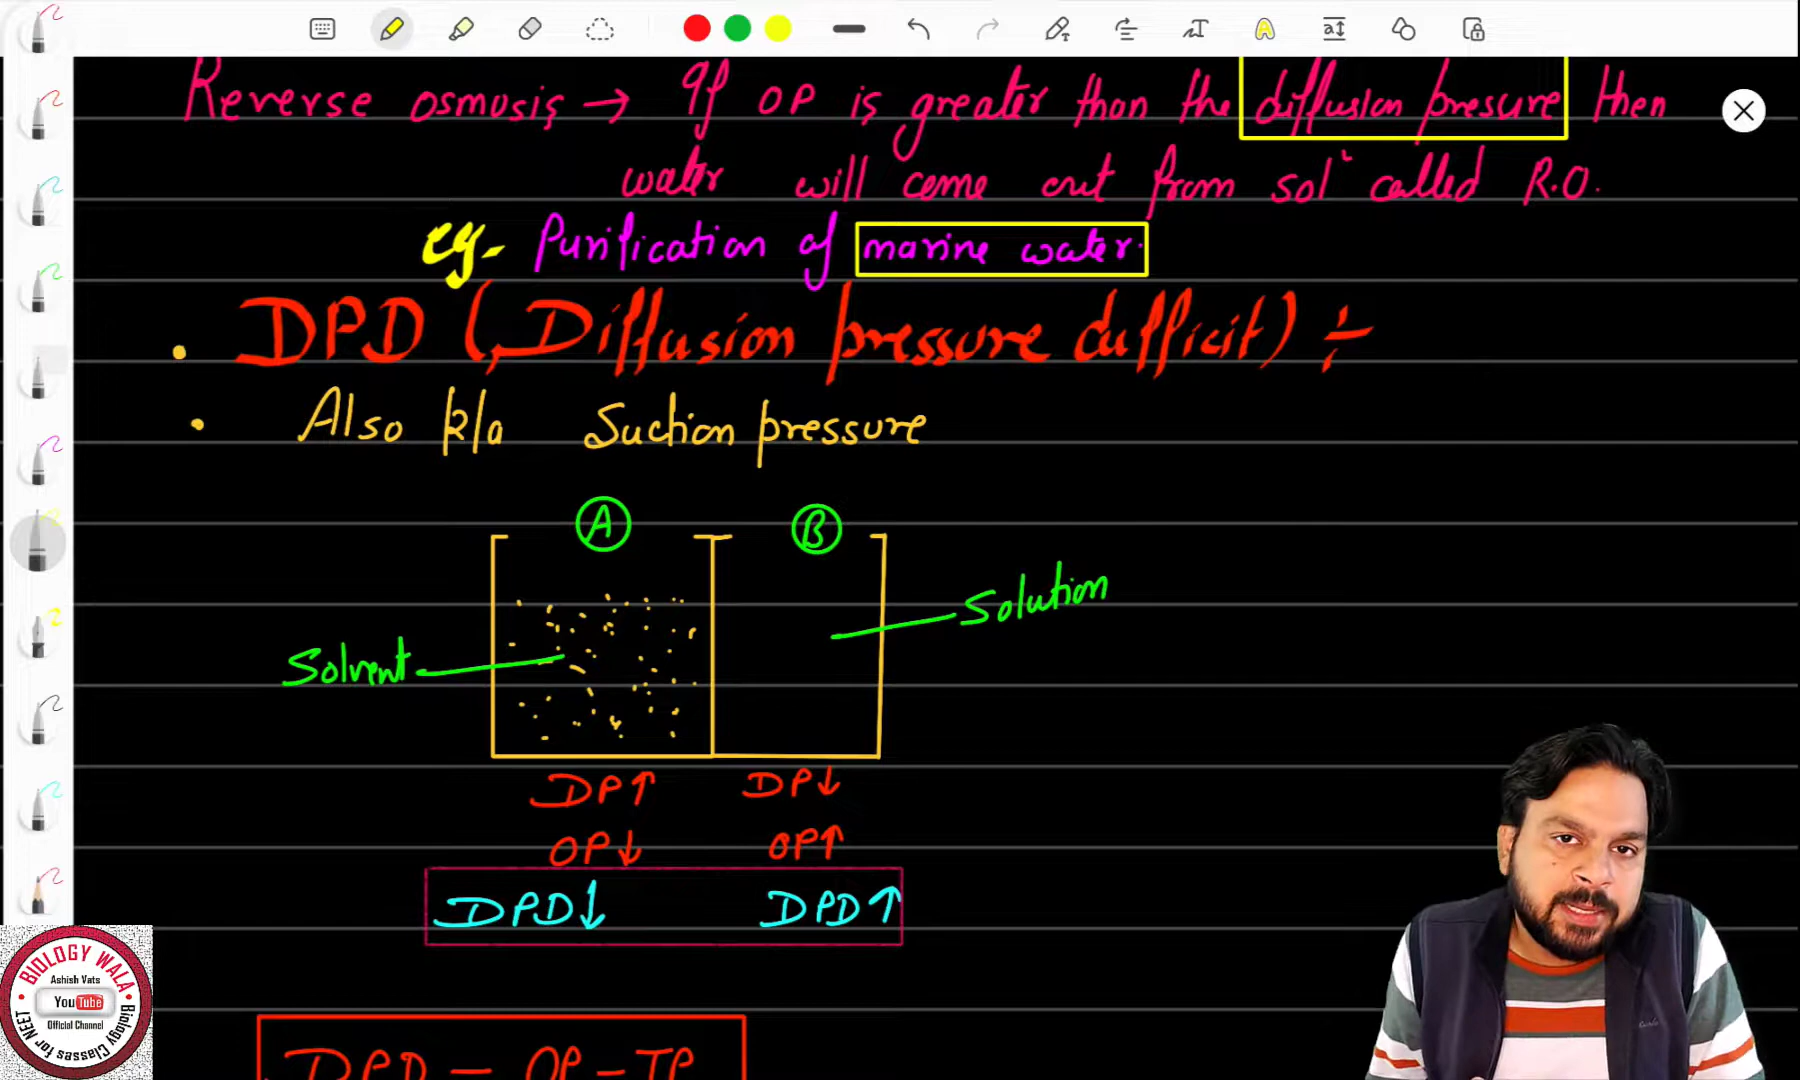 Reverse osmosis → If OP is greater than the diffusion presure then
water will come out from solⁿ called R.O.
eg. Purification of marine water.
• DPD (Diffusion pressure dufficit) ÷
• Also k/a Suction pressure
A B
Solution
Solvent
DP↑ DP↓
OP↓ OP↑
DPD↓ DPD↑
DPD = OP - TP
BIOLOGY WALA
Ashish Vats
YouTube
Official Channel
Biology Classes for NEET